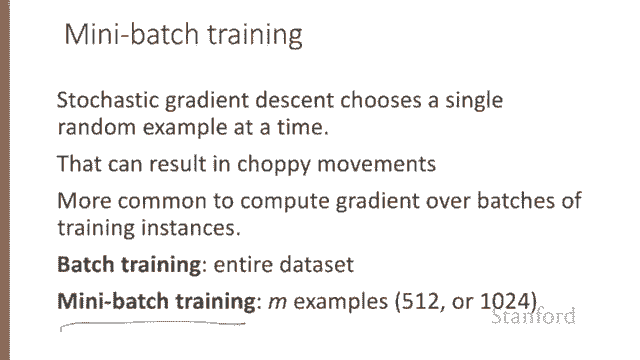 Mini-batch training
Stochastic gradient descent chooses a single
random example at a time.
That can result in choppy movements
More common to compute gradient over batches of
training instances.
Batch training: entire dataset
Mini-batch training: m examples (512, or 1024)
Stanford